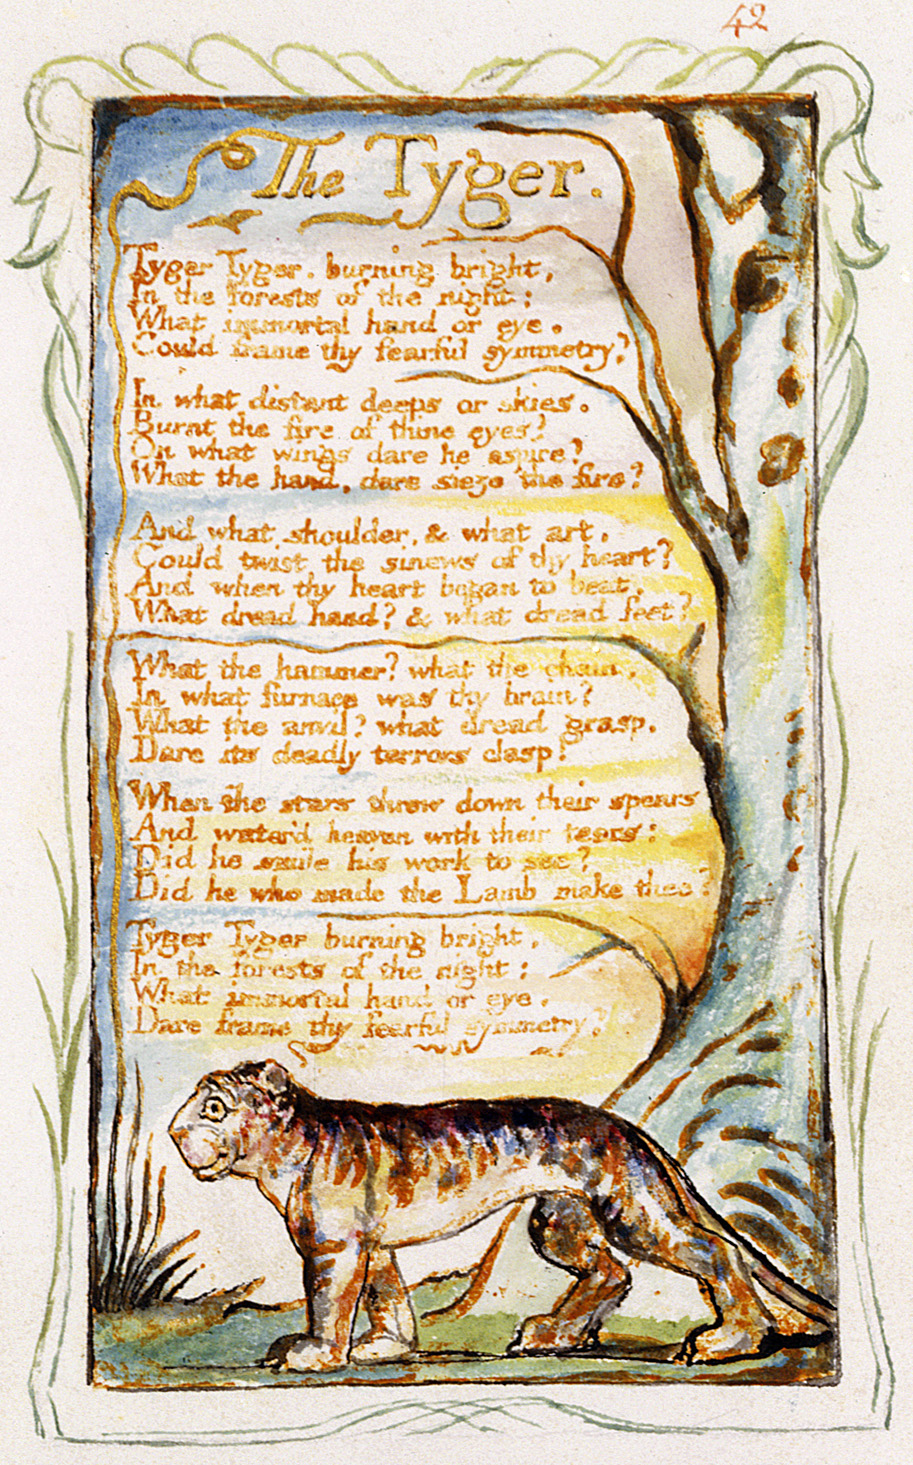 42
The Tyger.
Tyger Tyger. burning bright,
In the forests of the night;
What immortal hand or eye.
Could frame thy fearful symmetry?
In what distant deeps or skies.
Burnt the fire of thine eyes?
On what wings dare he aspire?
What the hand, dare sieze the fire?
And what shoulder, & what art,
Could twist the sinews of thy heart?
And when thy heart began to beat,
What dread hand? & what dread feet?
What the hammer? what the chain,
In what furnace was thy brain?
What the anvil? what dread grasp.
Dare its deadly terrors clasp?
When the stars threw down their spears
And water'd heaven with their tears:
Did he smile his work to see?
Did he who made the Lamb make thee?
Tyger Tyger burning bright,
In the forests of the night:
What immortal hand or eye.
Dare frame thy fearful symmetry?